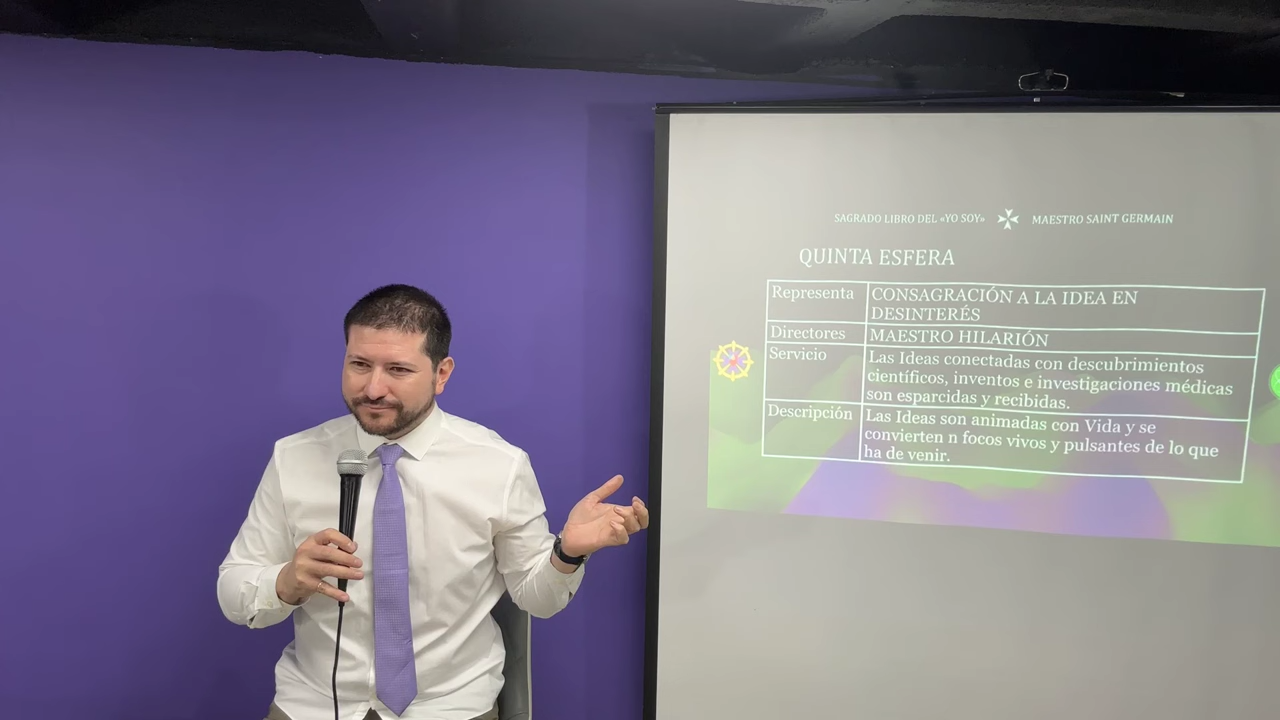 SAGRADO LIBRO DEL «YO SOY» MAESTRO SAINT GERMAIN
QUINTA ESFERA
Representa CONSAGRACIÓN A LA IDEA EN
DESINTERÉS
Directores MAESTRO HILARIÓN
Servicio Las Ideas conectadas con descubrimientos
científicos, inventos e investigaciones médicas
son esparcidas y recibidas.
Descripción Las Ideas son animadas con Vida y se
convierten n focos vivos y pulsantes de lo que
ha de venir.